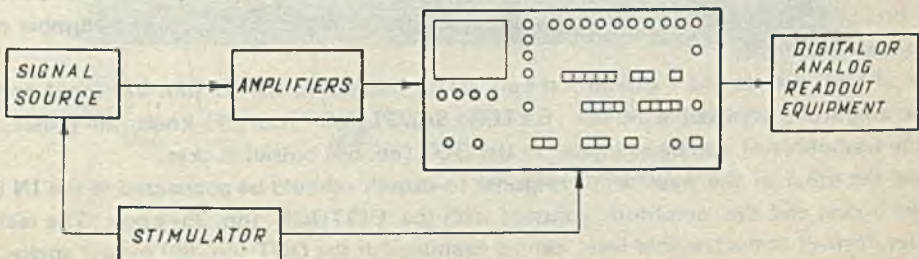 SIGNAL
SOURCE
AMPLIFIERS
DIGITAL OR
ANALOG
READOUT
EQUIPMENT
STIMULATOR